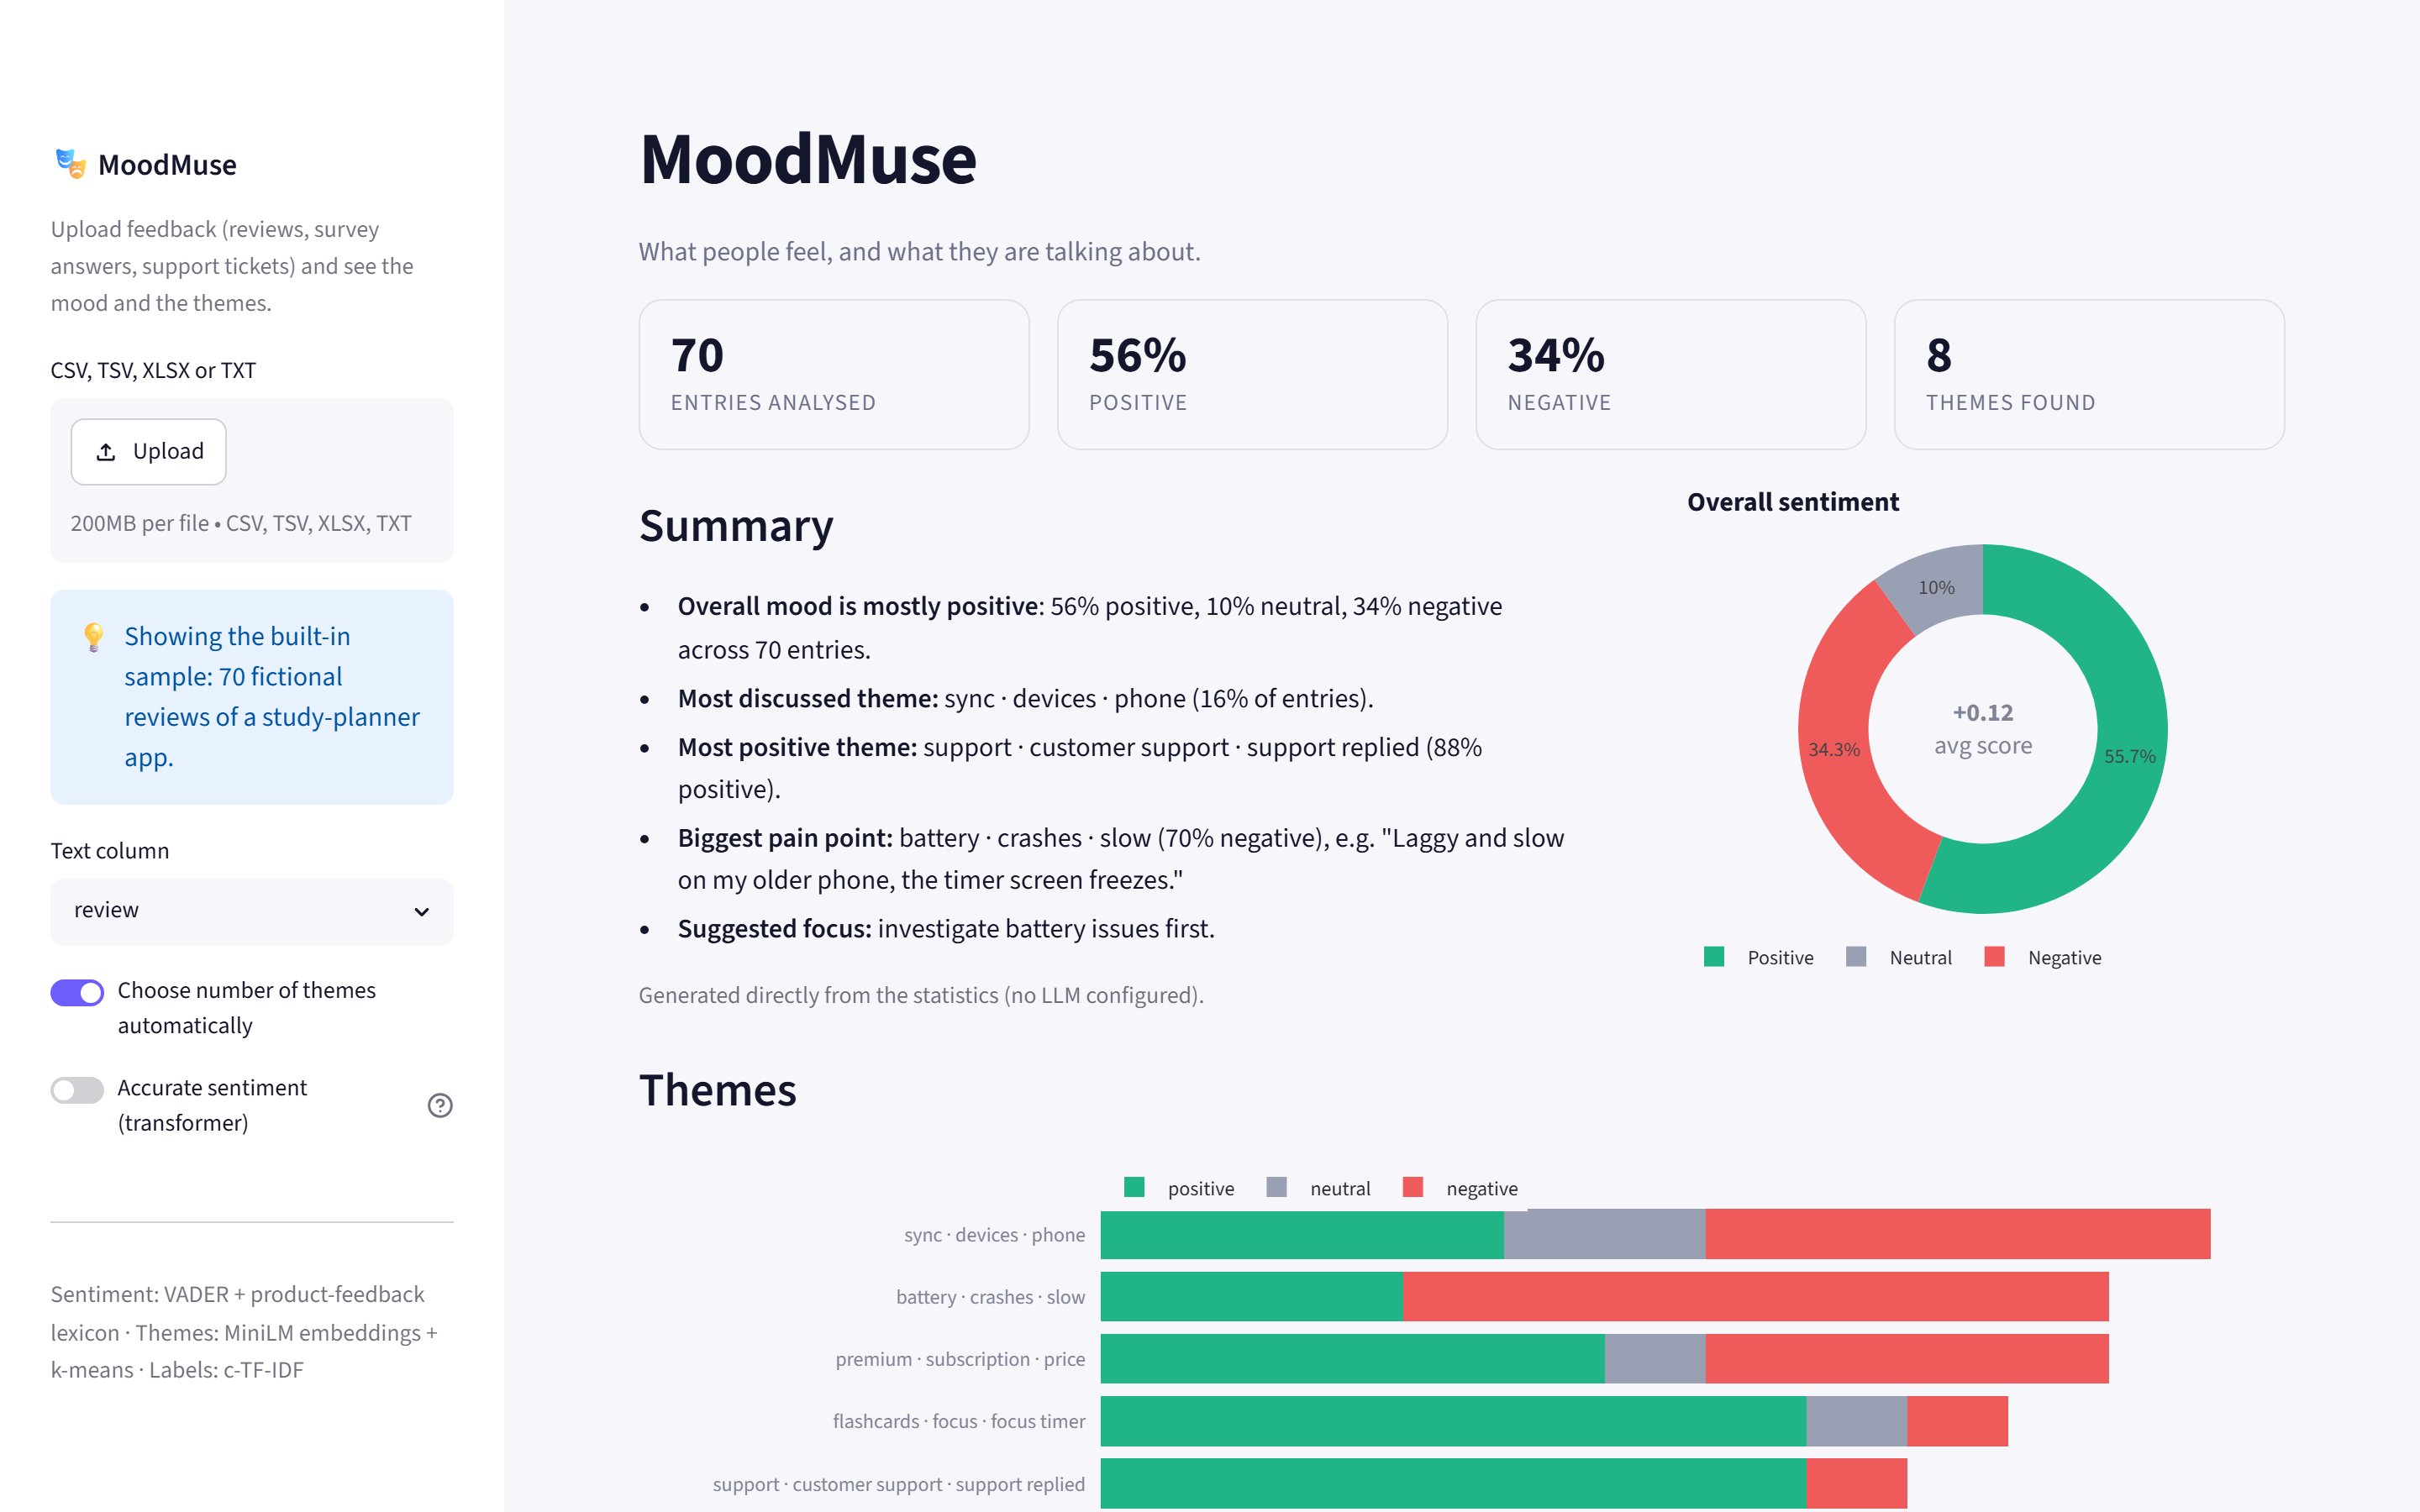 MoodMuse
Upload feedback (reviews, survey
answers, support tickets) and see the
mood and the themes.
CSV, TSV, XLSX or TXT
Upload
200MB per file • CSV, TSV, XLSX, TXT
Showing the built-in
sample: 70 fictional
reviews of a study-planner
app.
Text column
review
Choose number of themes
automatically
Accurate sentiment
(transformer)
Sentiment: VADER + product-feedback
lexicon · Themes: MiniLM embeddings +
k-means · Labels: c-TF-IDF
MoodMuse
What people feel, and what they are talking about.
70
ENTRIES ANALYSED
56%
POSITIVE
34%
NEGATIVE
8
THEMES FOUND
Summary
• Overall mood is mostly positive: 56% positive, 10% neutral, 34% negative
across 70 entries.
• Most discussed theme: sync · devices · phone (16% of entries).
• Most positive theme: support · customer support · support replied (88%
positive).
• Biggest pain point: battery · crashes · slow (70% negative), e.g. "Laggy and slow
on my older phone, the timer screen freezes."
• Suggested focus: investigate battery issues first.
Generated directly from the statistics (no LLM configured).
Overall sentiment
10%
34.3%
55.7%
+0.12
avg score
Positive Neutral Negative
Themes
positive neutral negative
sync · devices · phone
battery · crashes · slow
premium · subscription · price
flashcards · focus · focus timer
support · customer support · support replied